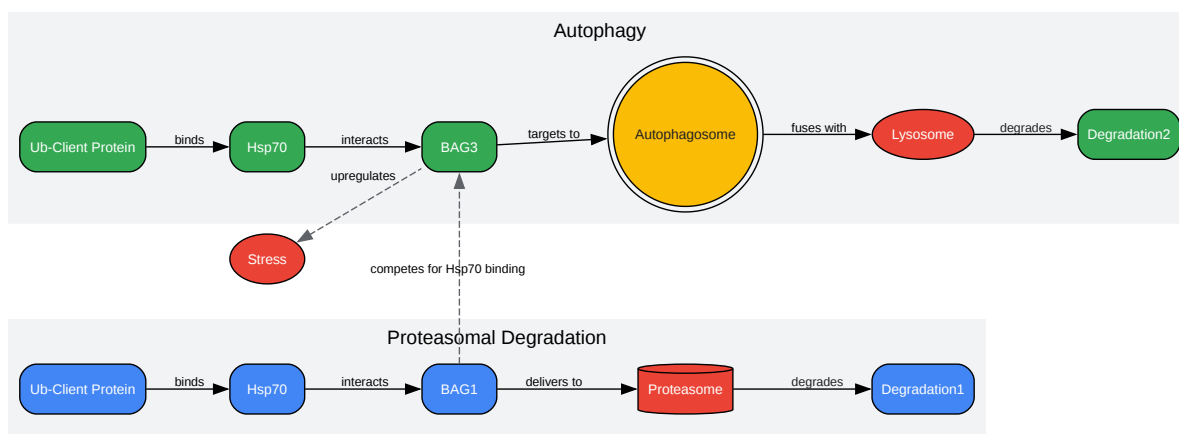 Autophagy
Ub-Client Protein
binds
Hsp70
interacts
BAG3
targets to
Autophagosome
fuses with
Lysosome
degrades
Degradation2
upregulates
Stress
competes for Hsp70 binding
Proteasomal Degradation
Ub-Client Protein
binds
Hsp70
interacts
BAG1
delivers to
Proteasome
degrades
Degradation1